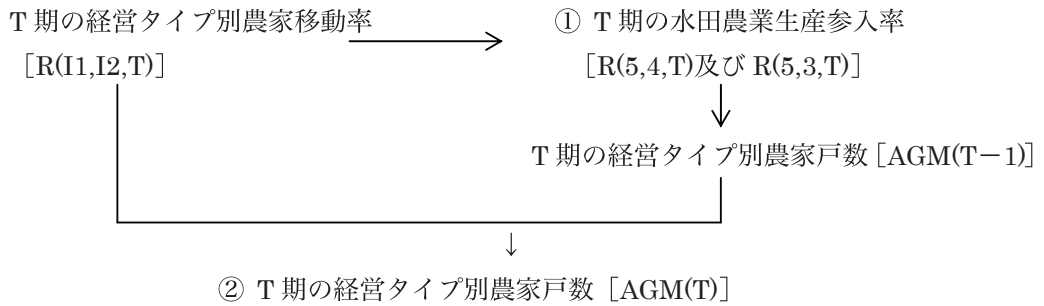 T 期の経営タイプ別農家移動率
① T 期の水田農業生産参入率
[R(I1,I2,T)]
[R(5,4,T)及び R(5,3,T)]
T 期の経営タイプ別農家戸数[AGM(T−1)]
② T 期の経営タイプ別農家戸数 [AGM(T)]